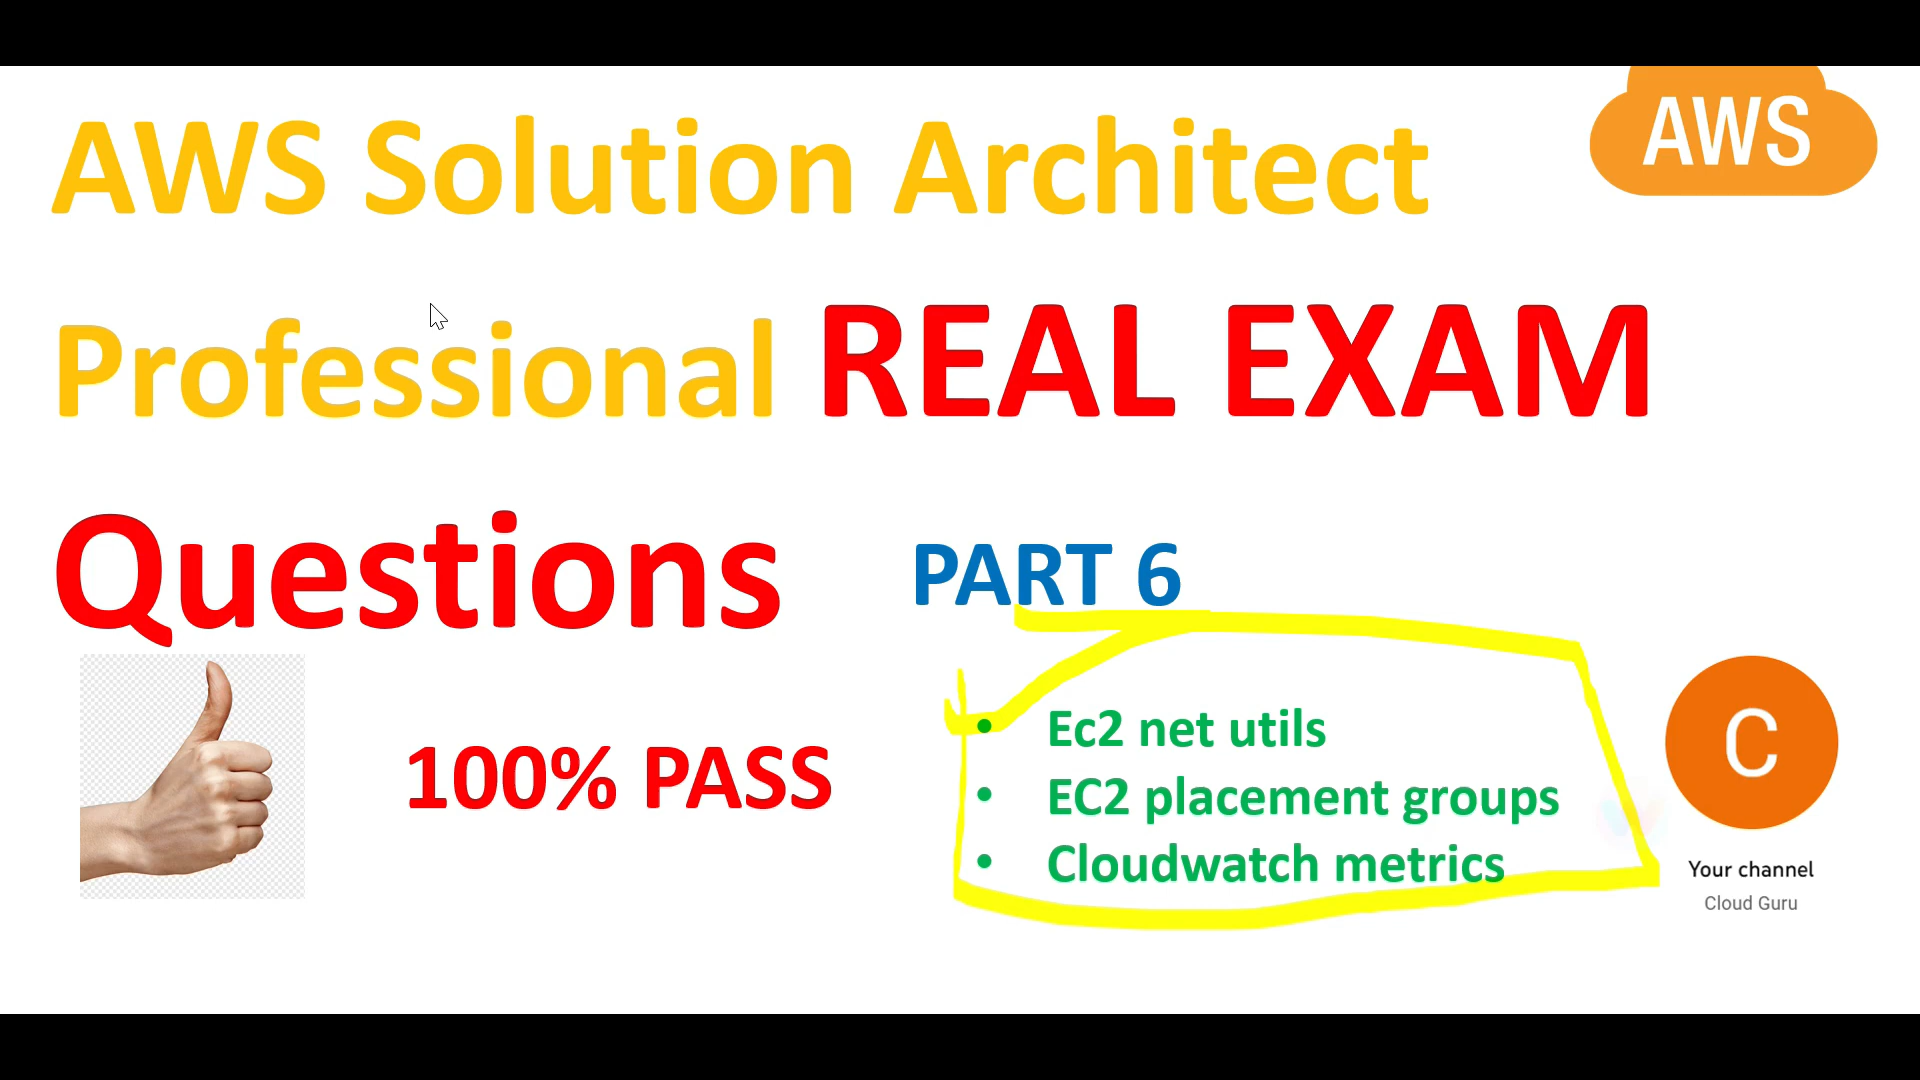 AWS
AWS Solution Architect
Professional REAL EXAM
Questions PART 6
100% PASS
• Ec2 net utils
• EC2 placement groups
• Cloudwatch metrics
C
Your channel
Cloud Guru